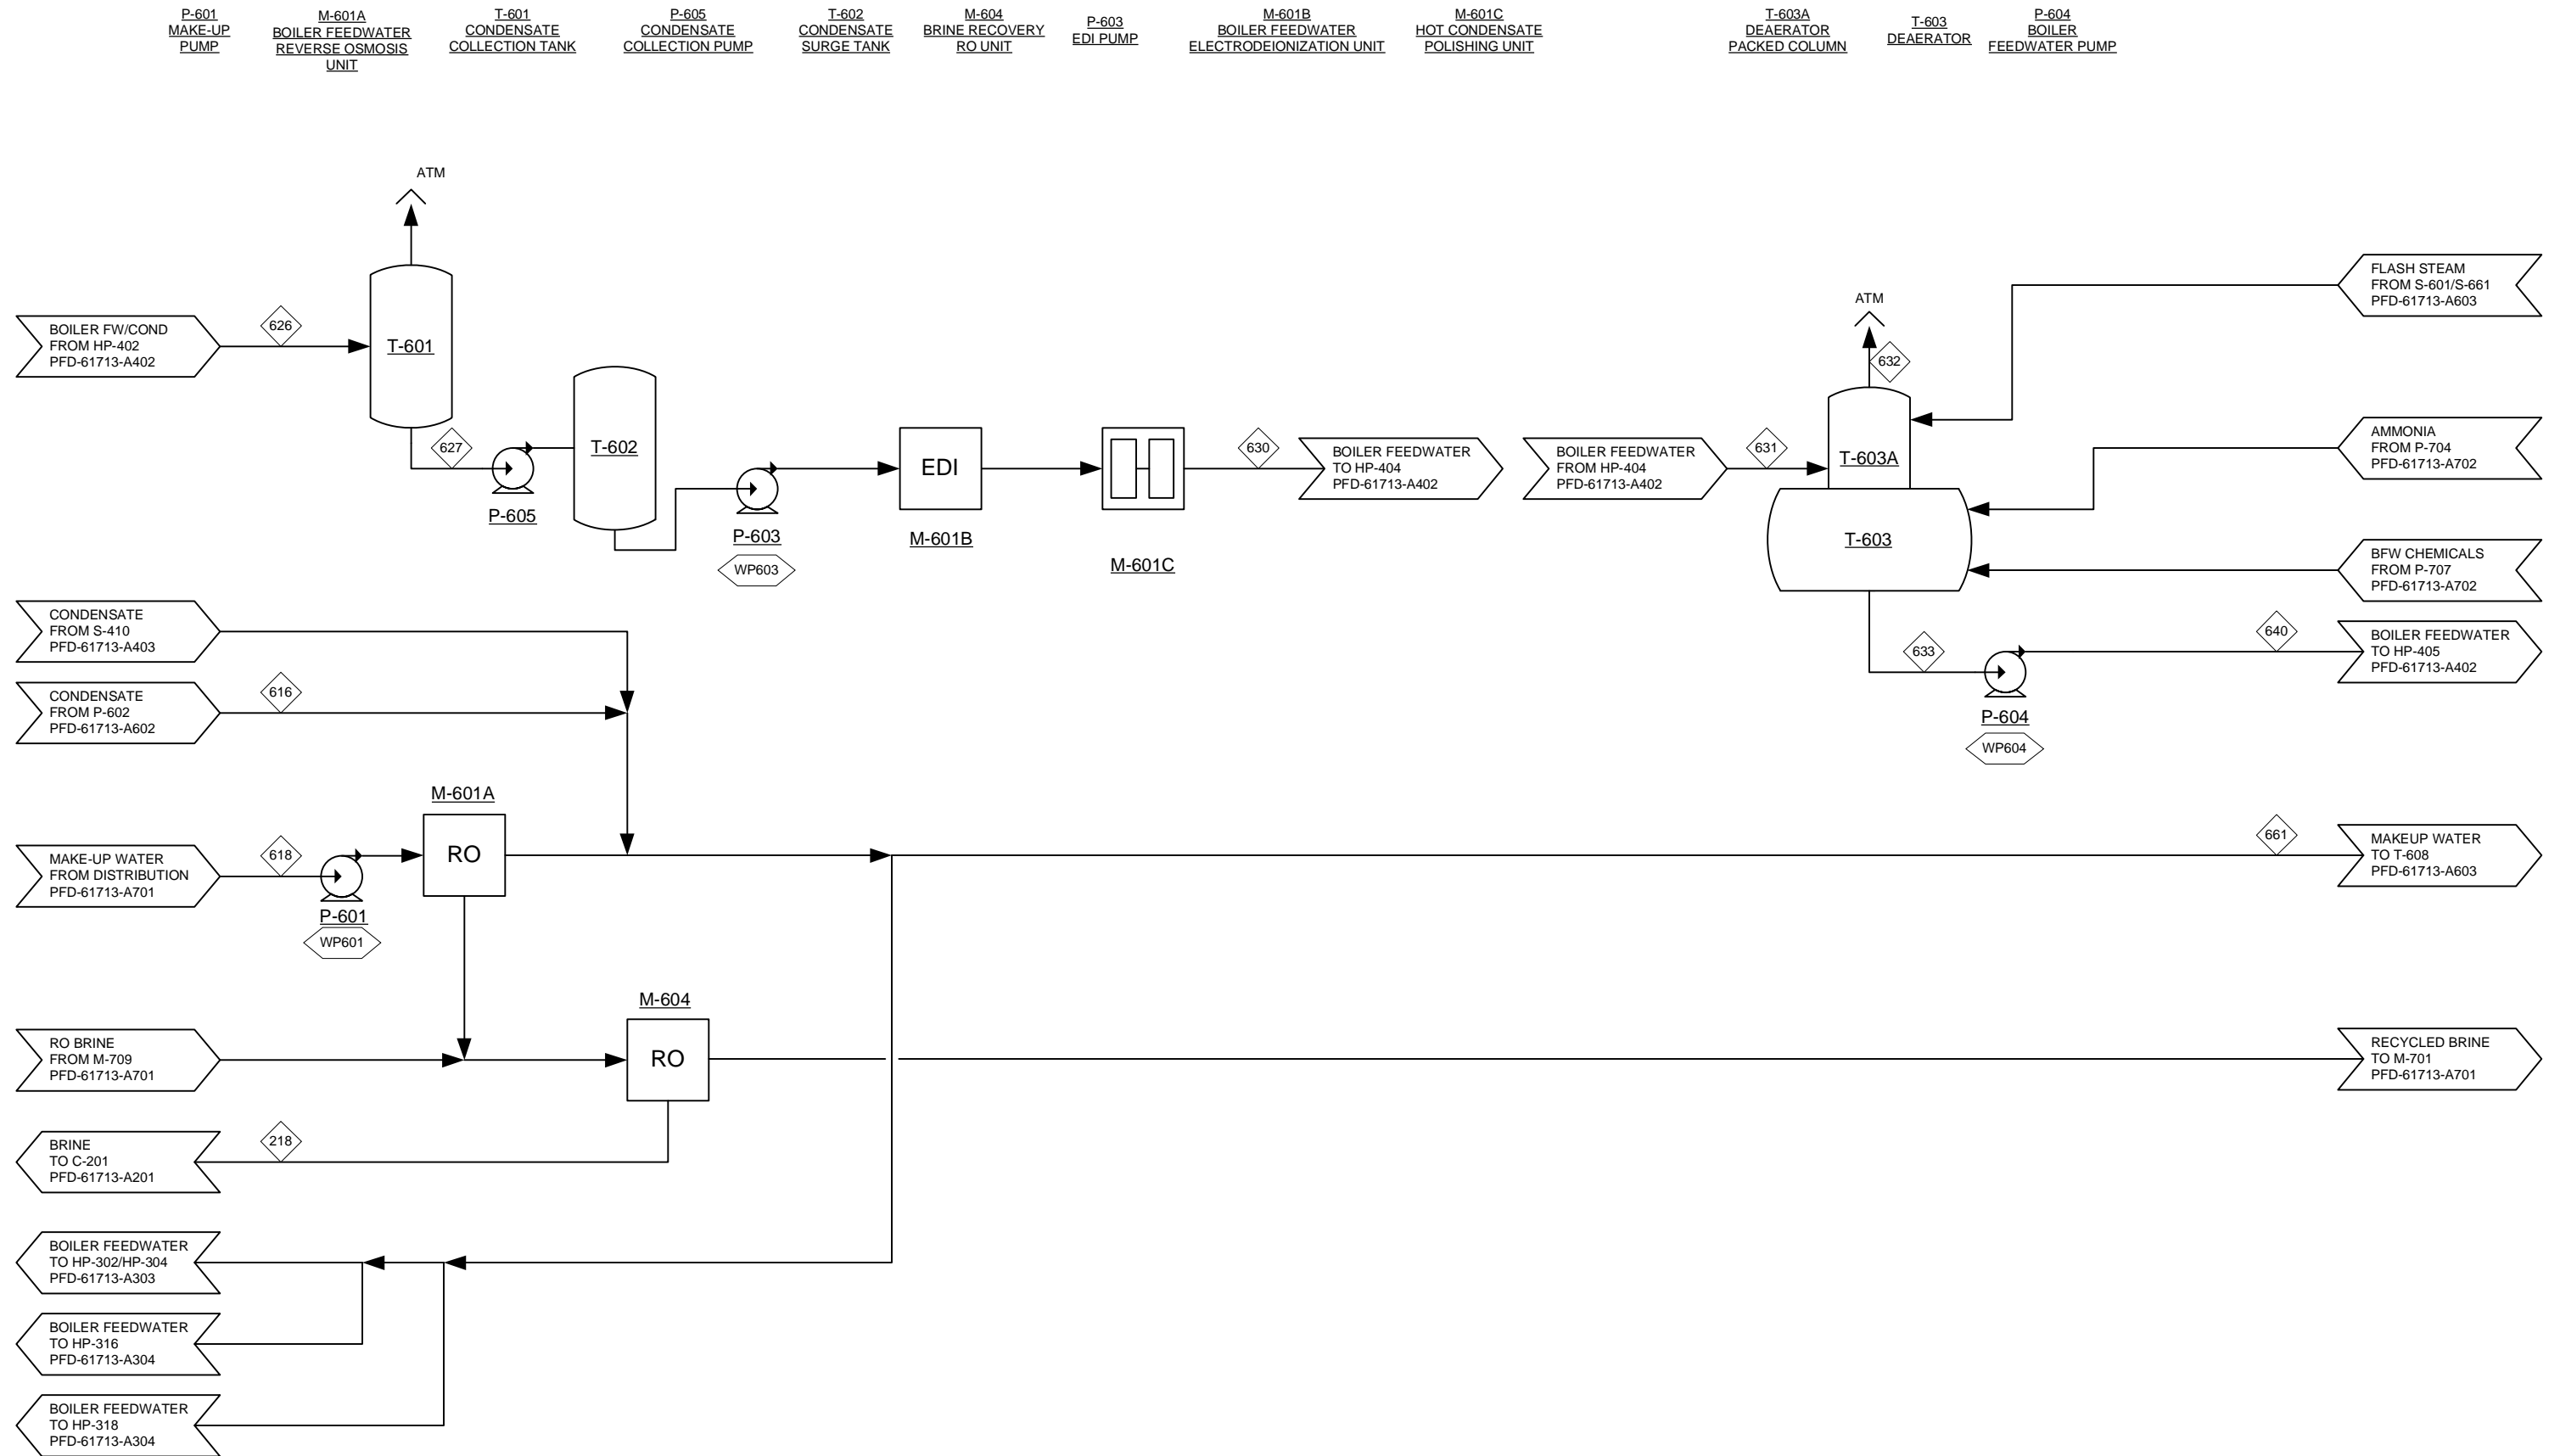 P-601
MAKE-UP
PUMP
M-601A
BOILER FEEDWATER
REVERSE OSMOSIS
UNIT
T-601
CONDENSATE
COLLECTION TANK
P-605
CONDENSATE
COLLECTION PUMP
T-602
CONDENSATE
SURGE TANK
M-604
BRINE RECOVERY
RO UNIT
P-603
EDI PUMP
M-601B
BOILER FEEDWATER
ELECTRODEIONIZATION UNIT
M-601C
HOT CONDENSATE
POLISHING UNIT
T-603A
DEAERATOR
PACKED COLUMN
T-603
DEAERATOR
P-604
BOILER
FEEDWATER PUMP
ATM
BOILER FW/COND
FROM HP-402
PFD-61713-A402
626
T-601
627
P-605
T-602
P-603
WP603
EDI
M-601B
M-601C
630
BOILER FEEDWATER
TO HP-404
PFD-61713-A402
BOILER FEEDWATER
FROM HP-404
PFD-61713-A402
631
ATM
632
T-603A
T-603
FLASH STEAM
FROM S-601/S-661
PFD-61713-A603
AMMONIA
FROM P-704
PFD-61713-A702
BFW CHEMICALS
FROM P-707
PFD-61713-A702
633
P-604
WP604
640
BOILER FEEDWATER
TO HP-405
PFD-61713-A402
CONDENSATE
FROM S-410
PFD-61713-A403
CONDENSATE
FROM P-602
PFD-61713-A602
616
MAKE-UP WATER
FROM DISTRIBUTION
PFD-61713-A701
618
P-601
WP601
M-601A
RO
661
MAKEUP WATER
TO T-608
PFD-61713-A603
RO BRINE
FROM M-709
PFD-61713-A701
M-604
RO
RECYCLED BRINE
TO M-701
PFD-61713-A701
BRINE
TO C-201
PFD-61713-A201
218
BOILER FEEDWATER
TO HP-302/HP-304
PFD-61713-A303
BOILER FEEDWATER
TO HP-316
PFD-61713-A304
BOILER FEEDWATER
TO HP-318
PFD-61713-A304